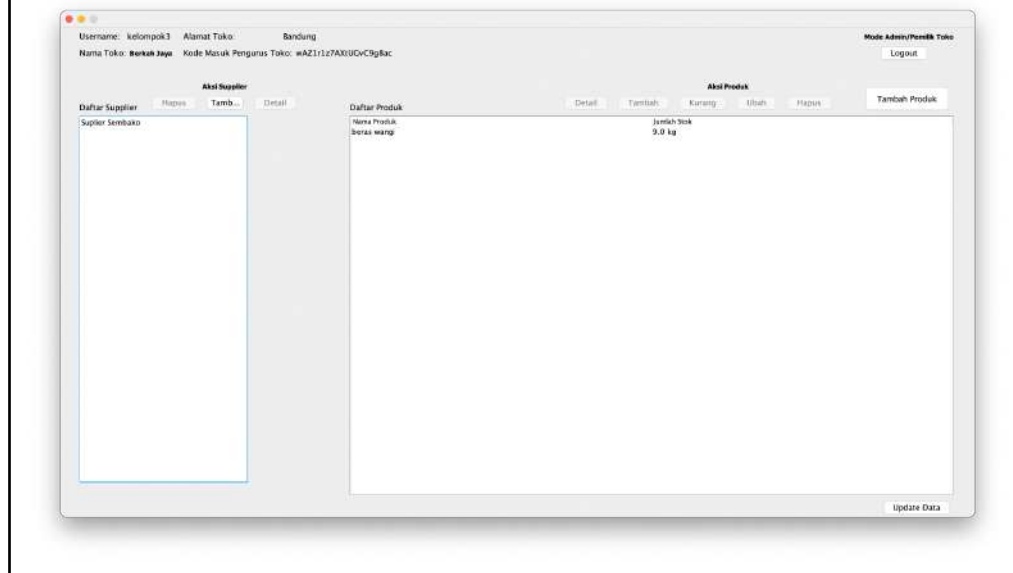 Username: kelompok3 Alamat Toko: Bandung Mode Admin/Pemilik Toko
Nama Toko: Berkah Jaya Kode Masuk Pengurus Toko: Logout
Aksi Supplier Aksi Produk
Daftar Supplier Hapus Tamb... Detail Daftar Produk Detail Tambah Kurang Ubah Hapus Tambah Produk
Suplier Sembako Nama Produk Jumlah Stok
beras wangi 9.0 kg
Update Data